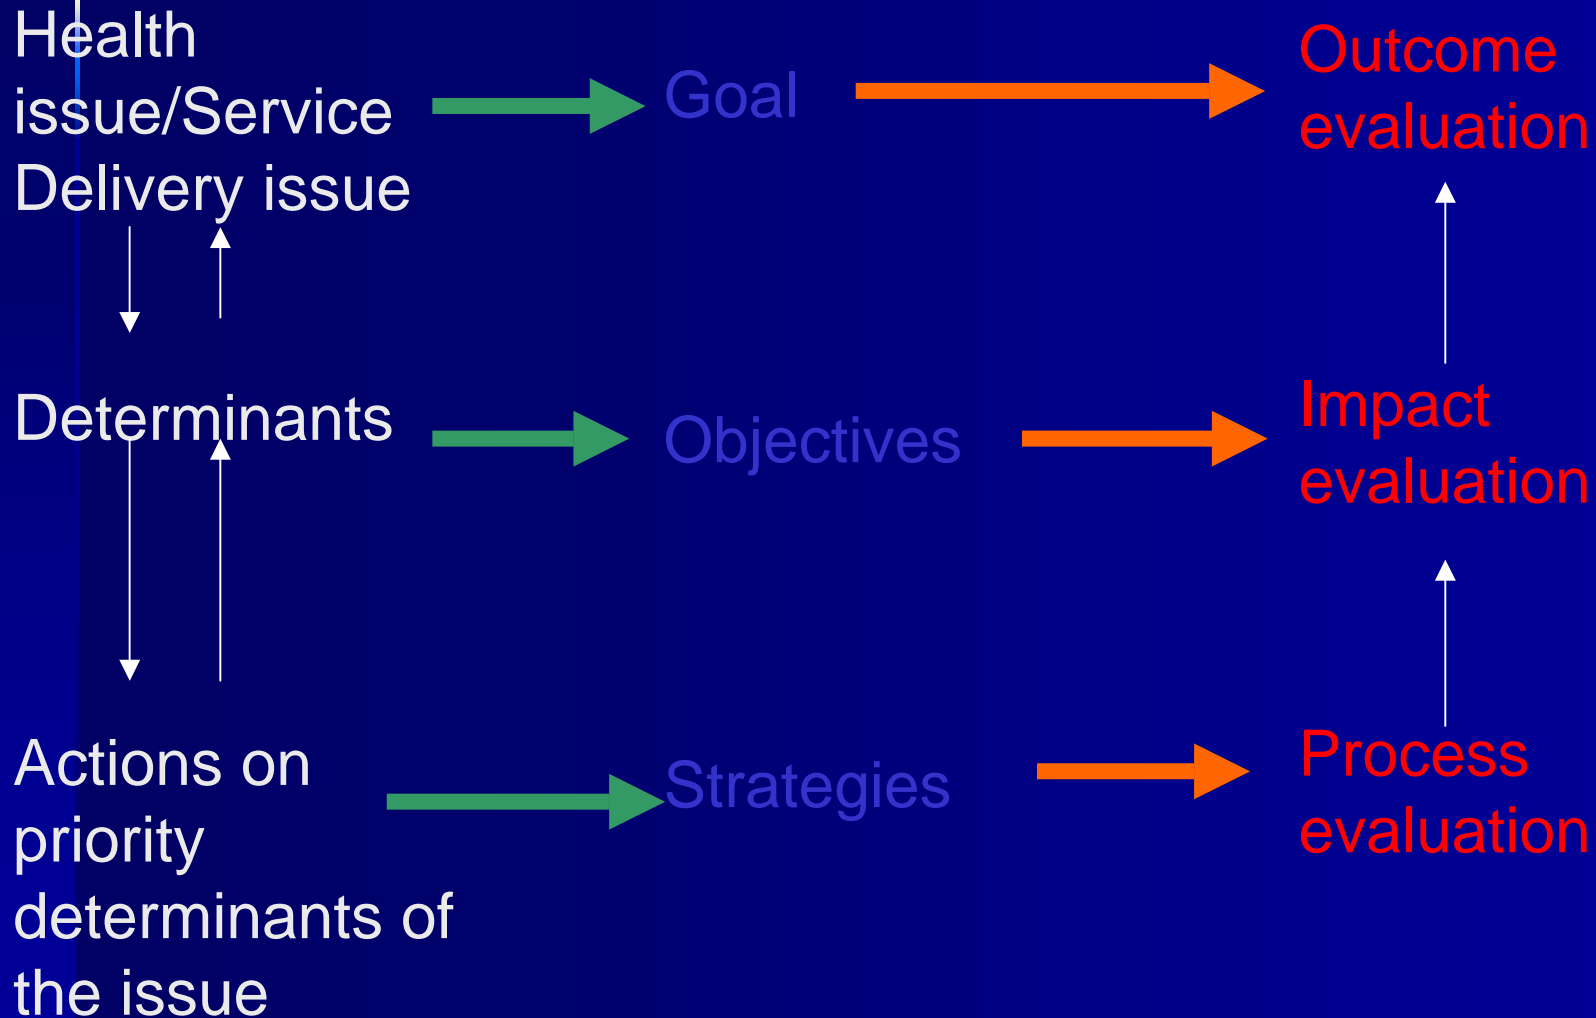 Health
issue/Service
Delivery issue
Goal
Outcome
evaluation
Determinants
Objectives
Impact
evaluation
Actions on
priority
determinants of
the issue
Strategies
Process
evaluation